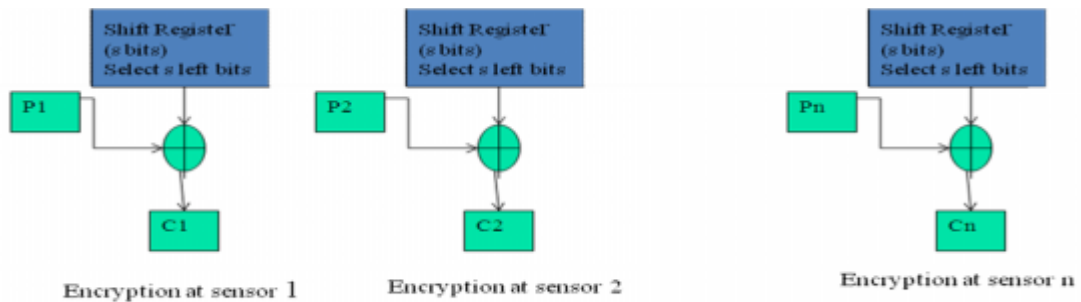 Shift Register
(s bits)
Select s left bits
Shift Register
(s bits)
Select s left bits
Shift Register
(s bits)
Select s left bits
P1
P2
Pn
C1
C2
Cn
Encryption at sensor 1
Encryption at sensor 2
Encryption at sensor n